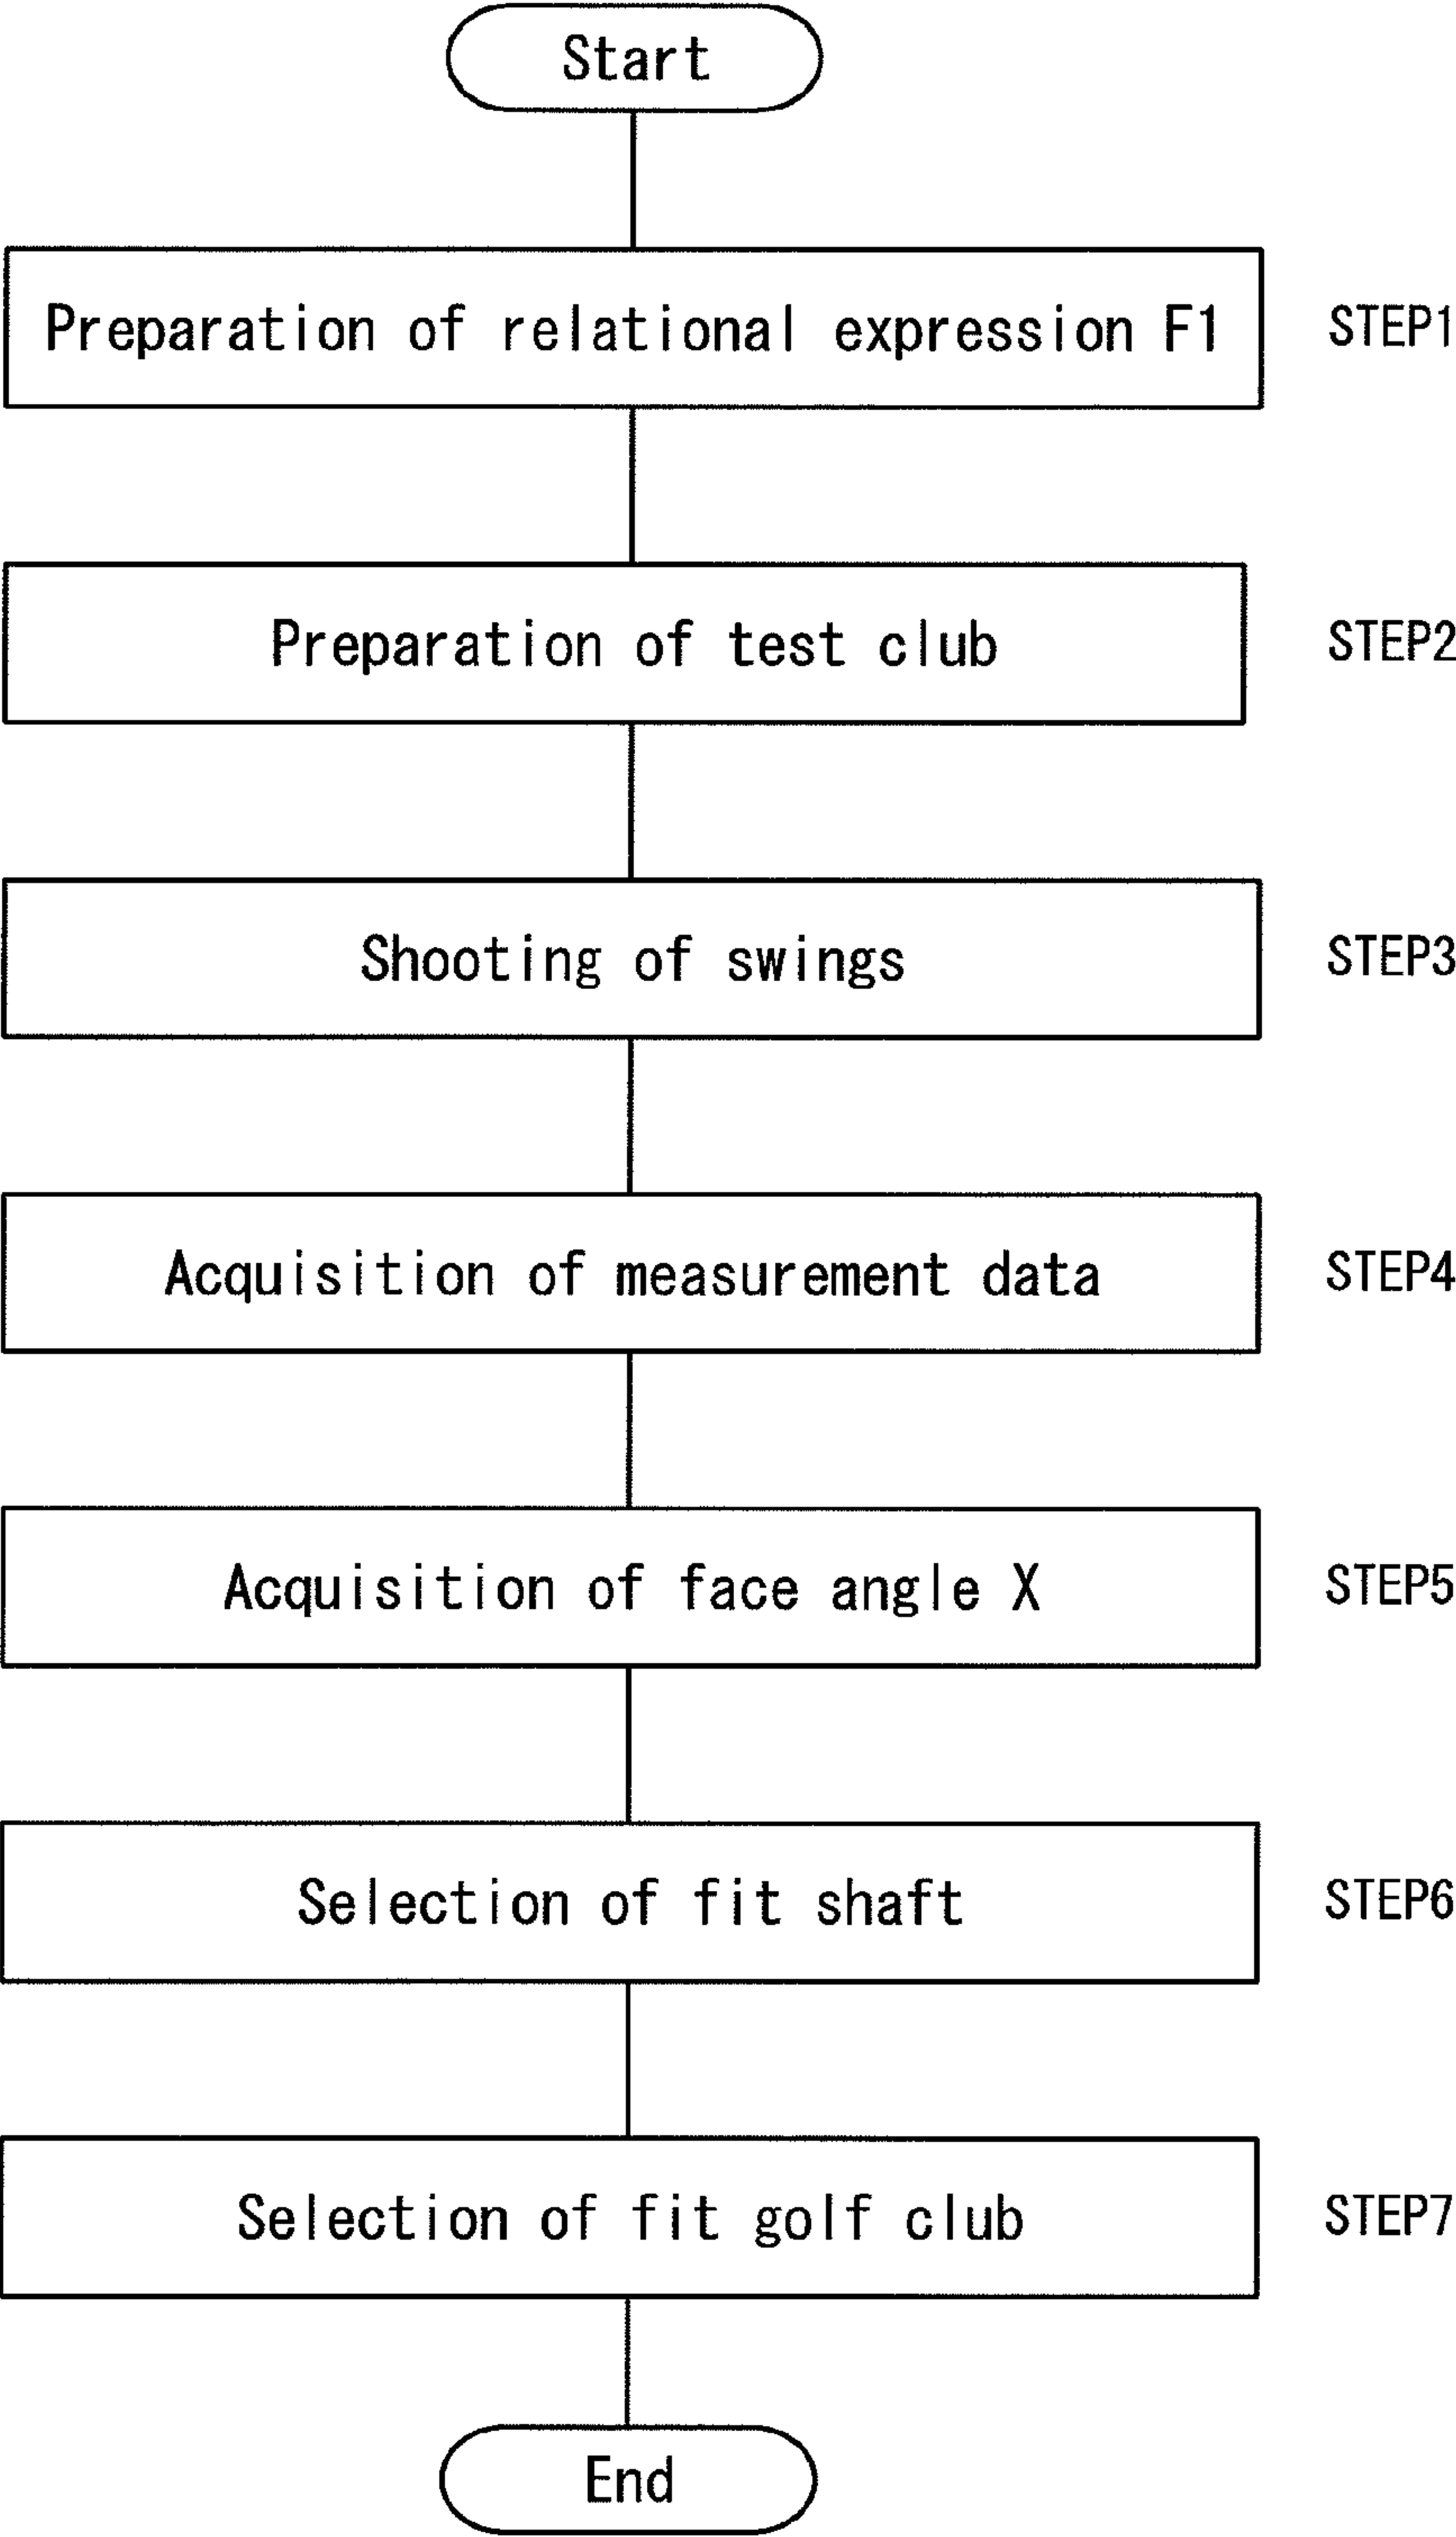 Start
Preparation of relational expression F1 STEP1
Preparation of test club STEP2
Shooting of swings STEP3
Acquisition of measurement data STEP4
Acquisition of face angle X STEP5
Selection of fit shaft STEP6
Selection of fit golf club STEP7
End